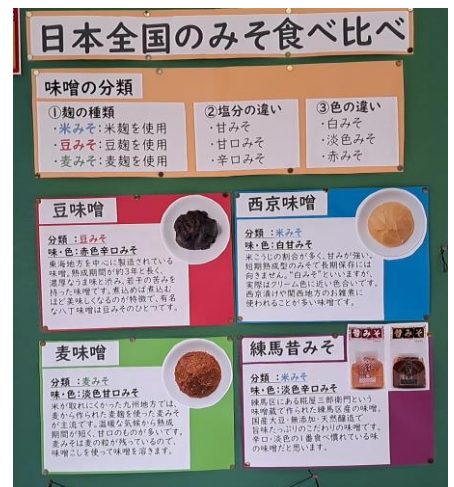 日本全国のみそ食べ比べ
味噌の分類
①麹の種類
・米みそ:米麹を使用
・豆みそ:豆麹を使用
・麦みそ:麦麹を使用
②塩分の違い
・甘みそ
・甘口みそ
・辛口みそ
③色の違い
・白みそ
・淡色みそ
・赤みそ
豆味噌
分類 :豆みそ
味・色:赤色辛口みそ
東海地方を中心に製造されている
味噌。熟成期間が約3年と長く、
濃厚なうま味と渋み、若干の苦みを
持った味噌です。煮込めば煮込む
ほど美味しくなるのが特徴で、有名
な八丁味噌は豆みそのひとつです。
西京味噌
分類 :米みそ
味・色:白甘みそ
米こうじの割合が多く、甘みが強い。
短期熟成型のみそで長期保存には
向きません。"白みそ"といいますが、
実際はクリーム色に近い色合いです。
西京漬けや関西地方のお雑煮に
使われることが多い味噌です。
麦味噌
分類 :麦みそ
味・色:淡色甘口みそ
米が取れにくかった九州地方では、
麦から作られた麦麹を使った麦みそ
が主流です。温暖な気候から熟成
期間が短く、甘口のものが多いです。
麦みそは麦の粒が残っているので、
味噌こしを使って味噌を溶きます。
練馬昔みそ
分類 :米みそ
味・色:淡色辛口みそ
練馬区にある糀屋三郎衛門という
味噌蔵で作られた練馬区産の味噌。
国産大豆・無添加・天然醸造で
旨味たっぷりのこだわりの味噌です。
辛口・淡色の1番食べ慣れている味
の味噌だと思います。
昔みそ
昔みそ